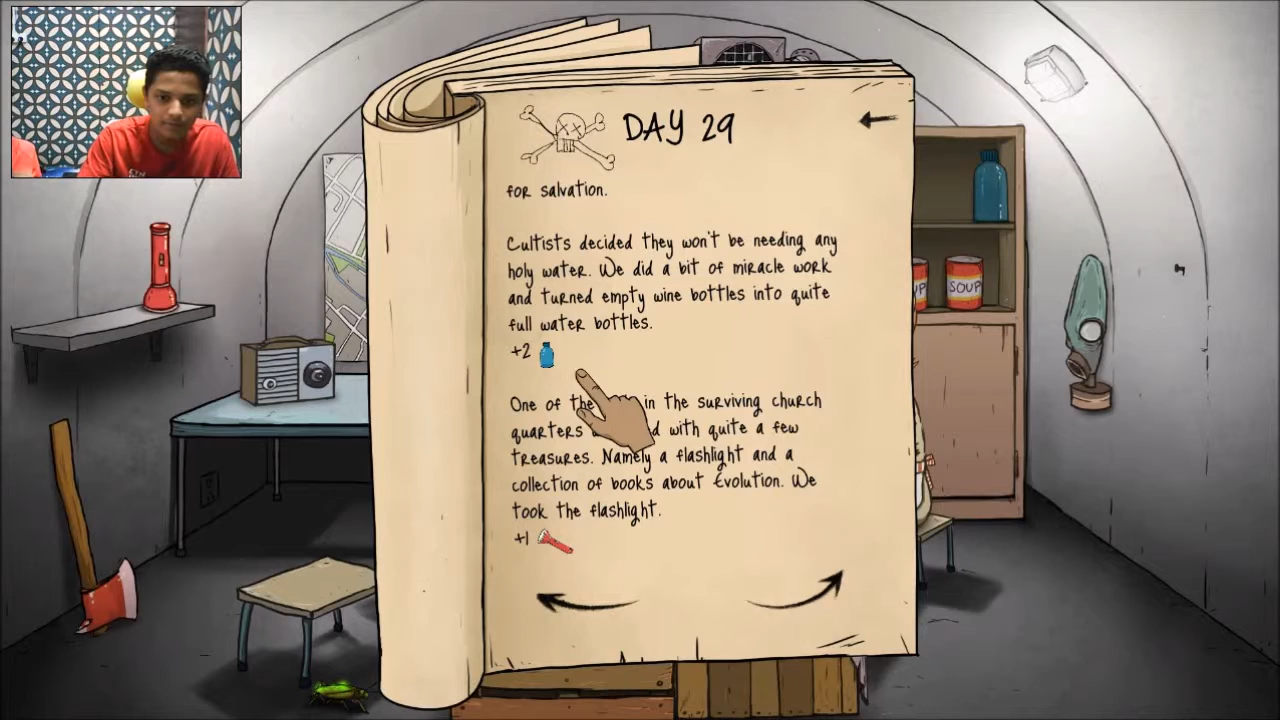 DAY 29
for salvation.
Cultists decided they won't be needing any
holy water. We did a bit of miracle work
and turned empty wine bottles into quite
full water bottles.
+2
One of the in the surviving church
quarters with quite a few
treasures. Namely a flashlight and a
collection of books about Evolution. We
took the flashlight.
+1
SOUP